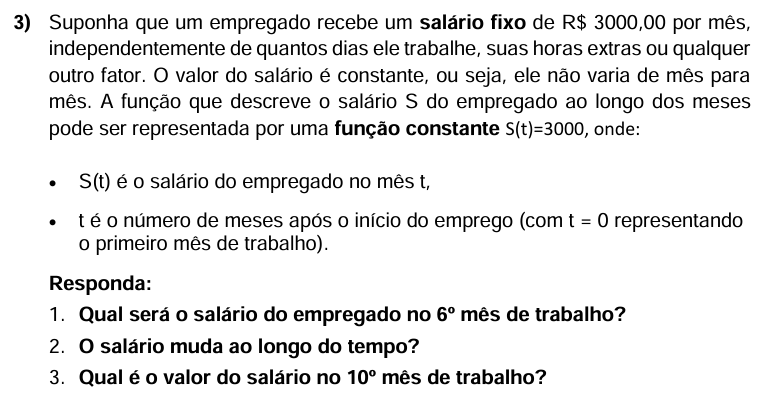 3) Suponha que um empregado recebe um salário fixo de R$ 3000,00 por mês,
independentemente de quantos dias ele trabalhe, suas horas extras ou qualquer
outro fator. O valor do salário é constante, ou seja, ele não varia de mês para
mês. A função que descreve o salário S do empregado ao longo dos meses
pode ser representada por uma função constante S(t)=3000, onde:
• S(t) é o salário do empregado no mês t,
• t é o número de meses após o início do emprego (com t = 0 representando
o primeiro mês de trabalho).
Responda:
1. Qual será o salário do empregado no 6º mês de trabalho?
2. O salário muda ao longo do tempo?
3. Qual é o valor do salário no 10º mês de trabalho?